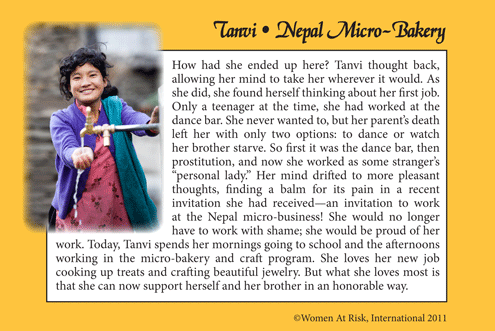 Tanvi • Nepal Micro-Bakery
How had she ended up here? Tanvi thought back,
allowing her mind to take her wherever it would. As
she did, she found herself thinking about her first job.
Only a teenager at the time, she had worked at the
dance bar. She never wanted to, but her parent's death
left her with only two options: to dance or watch
her brother starve. So first it was the dance bar, then
prostitution, and now she worked as some stranger's
"personal lady." Her mind drifted to more pleasant
thoughts, finding a balm for its pain in a recent
invitation she had received—an invitation to work
at the Nepal micro-business! She would no longer
have to work with shame; she would be proud of her
work. Today, Tanvi spends her mornings going to school and the afternoons
working in the micro-bakery and craft program. She loves her new job
cooking up treats and crafting beautiful jewelry. But what she loves most is
that she can now support herself and her brother in an honorable way.
©Women At Risk, International 2011